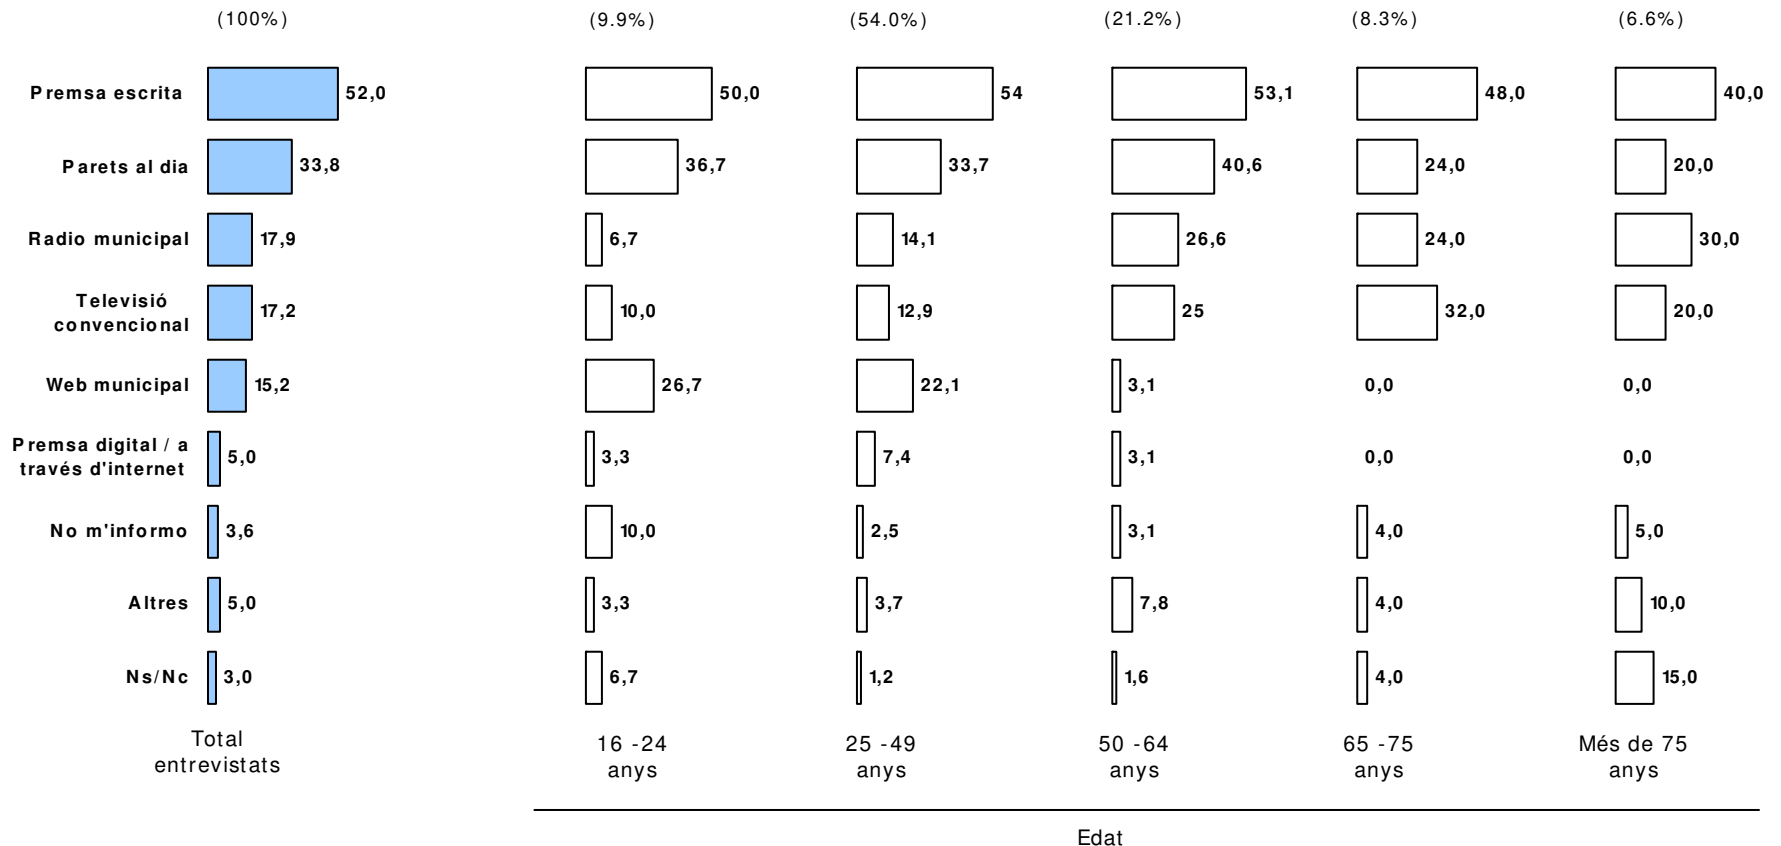 (100%) (9.9%) (54.0%) (21.2%) (8.3%) (6.6%)
Premsa escrita 52,0 50,0 54 53,1 48,0 40,0
Parets al dia 33,8 36,7 33,7 40,6 24,0 20,0
Radio municipal 17,9 6,7 14,1 26,6 24,0 30,0
Televisió
convencional 17,2 10,0 12,9 25 32,0 20,0
Web municipal 15,2 26,7 22,1 3,1 0,0 0,0
Premsa digital / a
través d'internet 5,0 3,3 7,4 3,1 0,0 0,0
No m'informo 3,6 10,0 2,5 3,1 4,0 5,0
Altres 5,0 3,3 3,7 7,8 4,0 10,0
Ns/Nc 3,0 6,7 1,2 1,6 4,0 15,0
Total 16 -24 25 -49 50 -64 65 -75 Més de 75
entrevistats anys anys anys anys anys
Edat